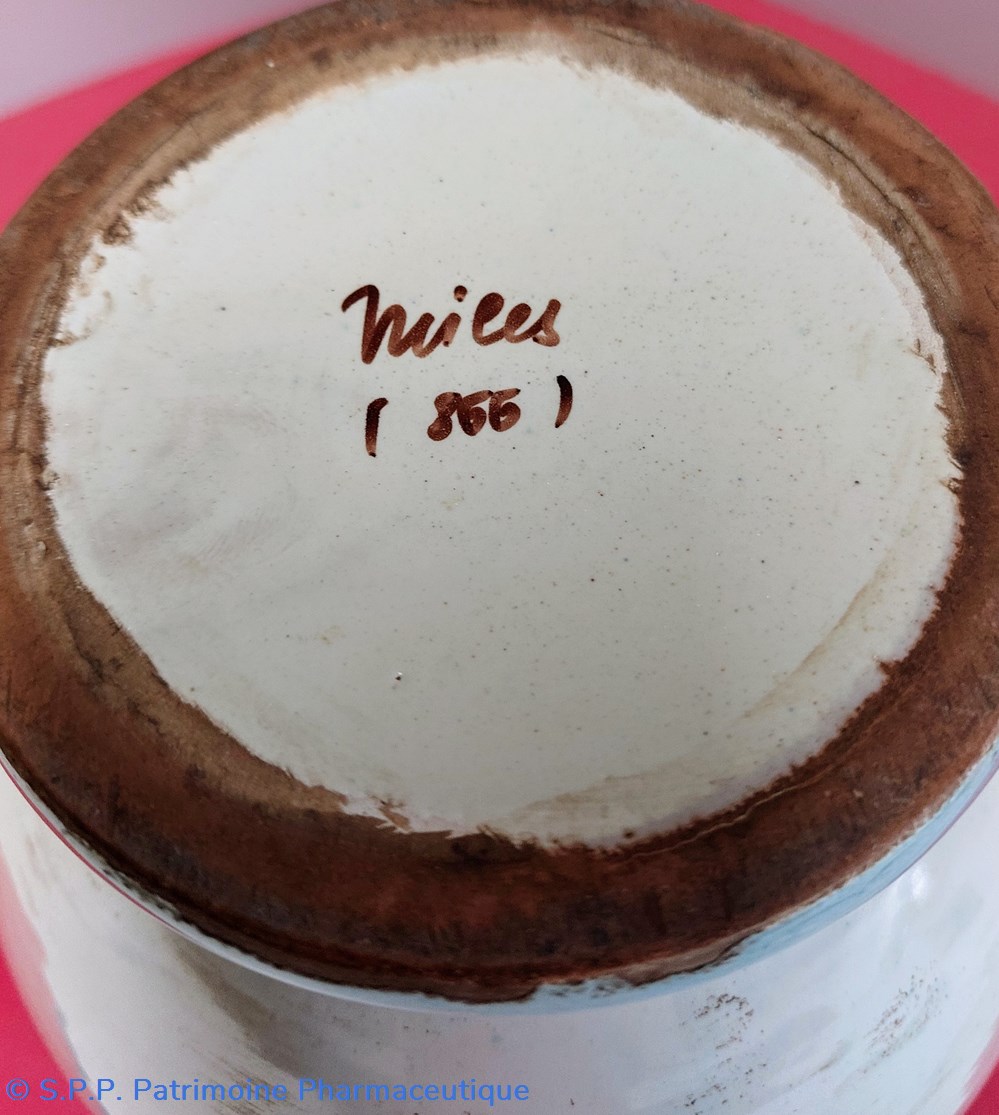 Milles
( 866 )
© S.P.P. Patrimoine Pharmaceutique